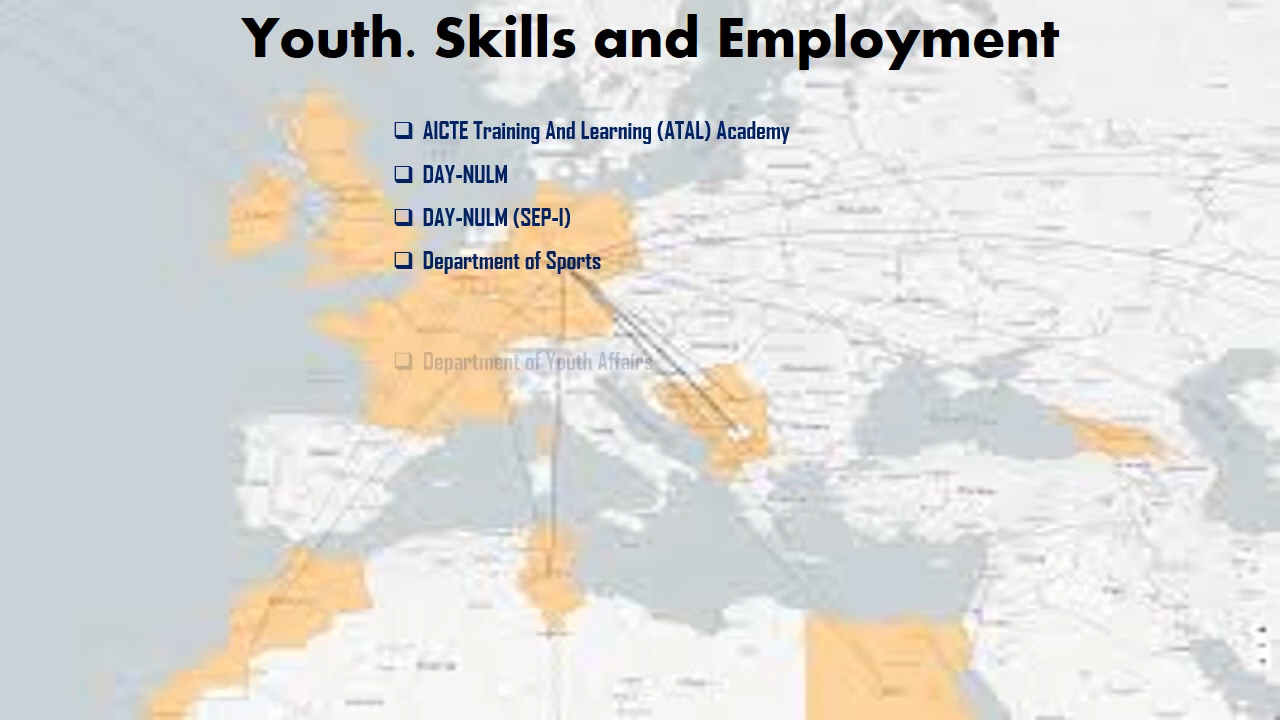 Youth. Skills and Employment
❑ AICTE Training And Learning (ATAL) Academy
❑ DAY-NULM
❑ DAY-NULM (SEP-I)
❑ Department of Sports
❑ Department of Youth Affairs